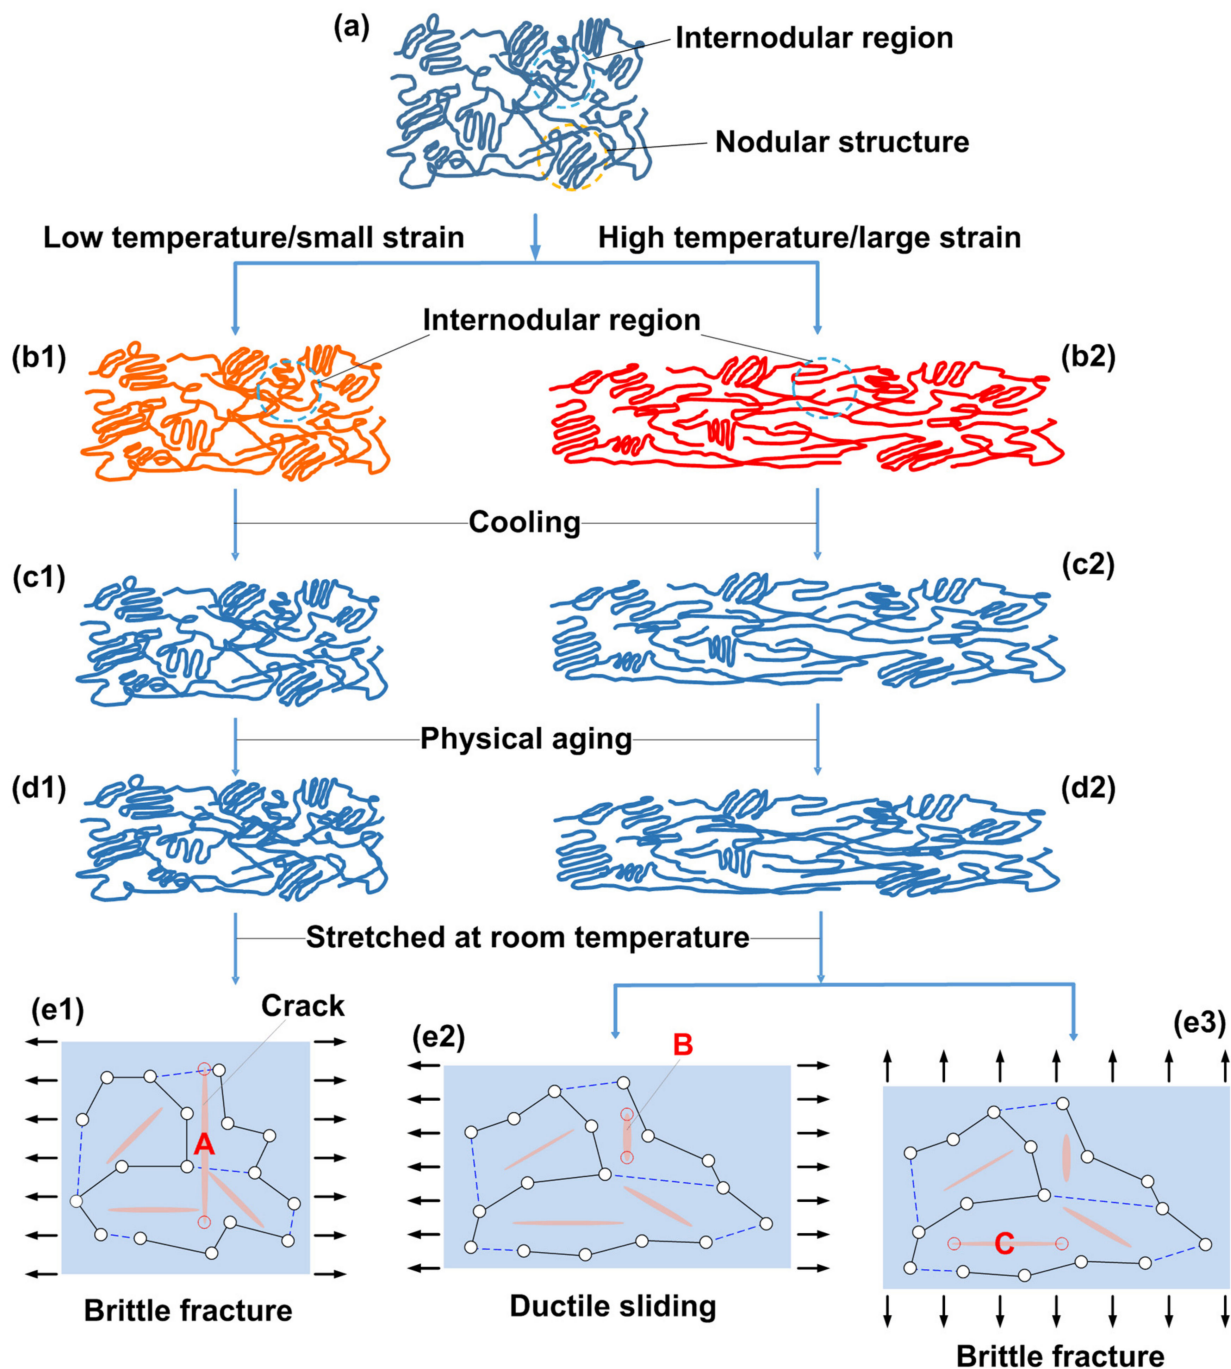 (a)
Internodular region
Nodular structure
Low temperature/small strain
High temperature/large strain
Internodular region
(b1)
(b2)
Cooling
(c1)
(c2)
Physical aging
(d1)
(d2)
Stretched at room temperature
(e1)
Crack
(e2)
(e3)
B
A
C
Brittle fracture
Ductile sliding
Brittle fracture